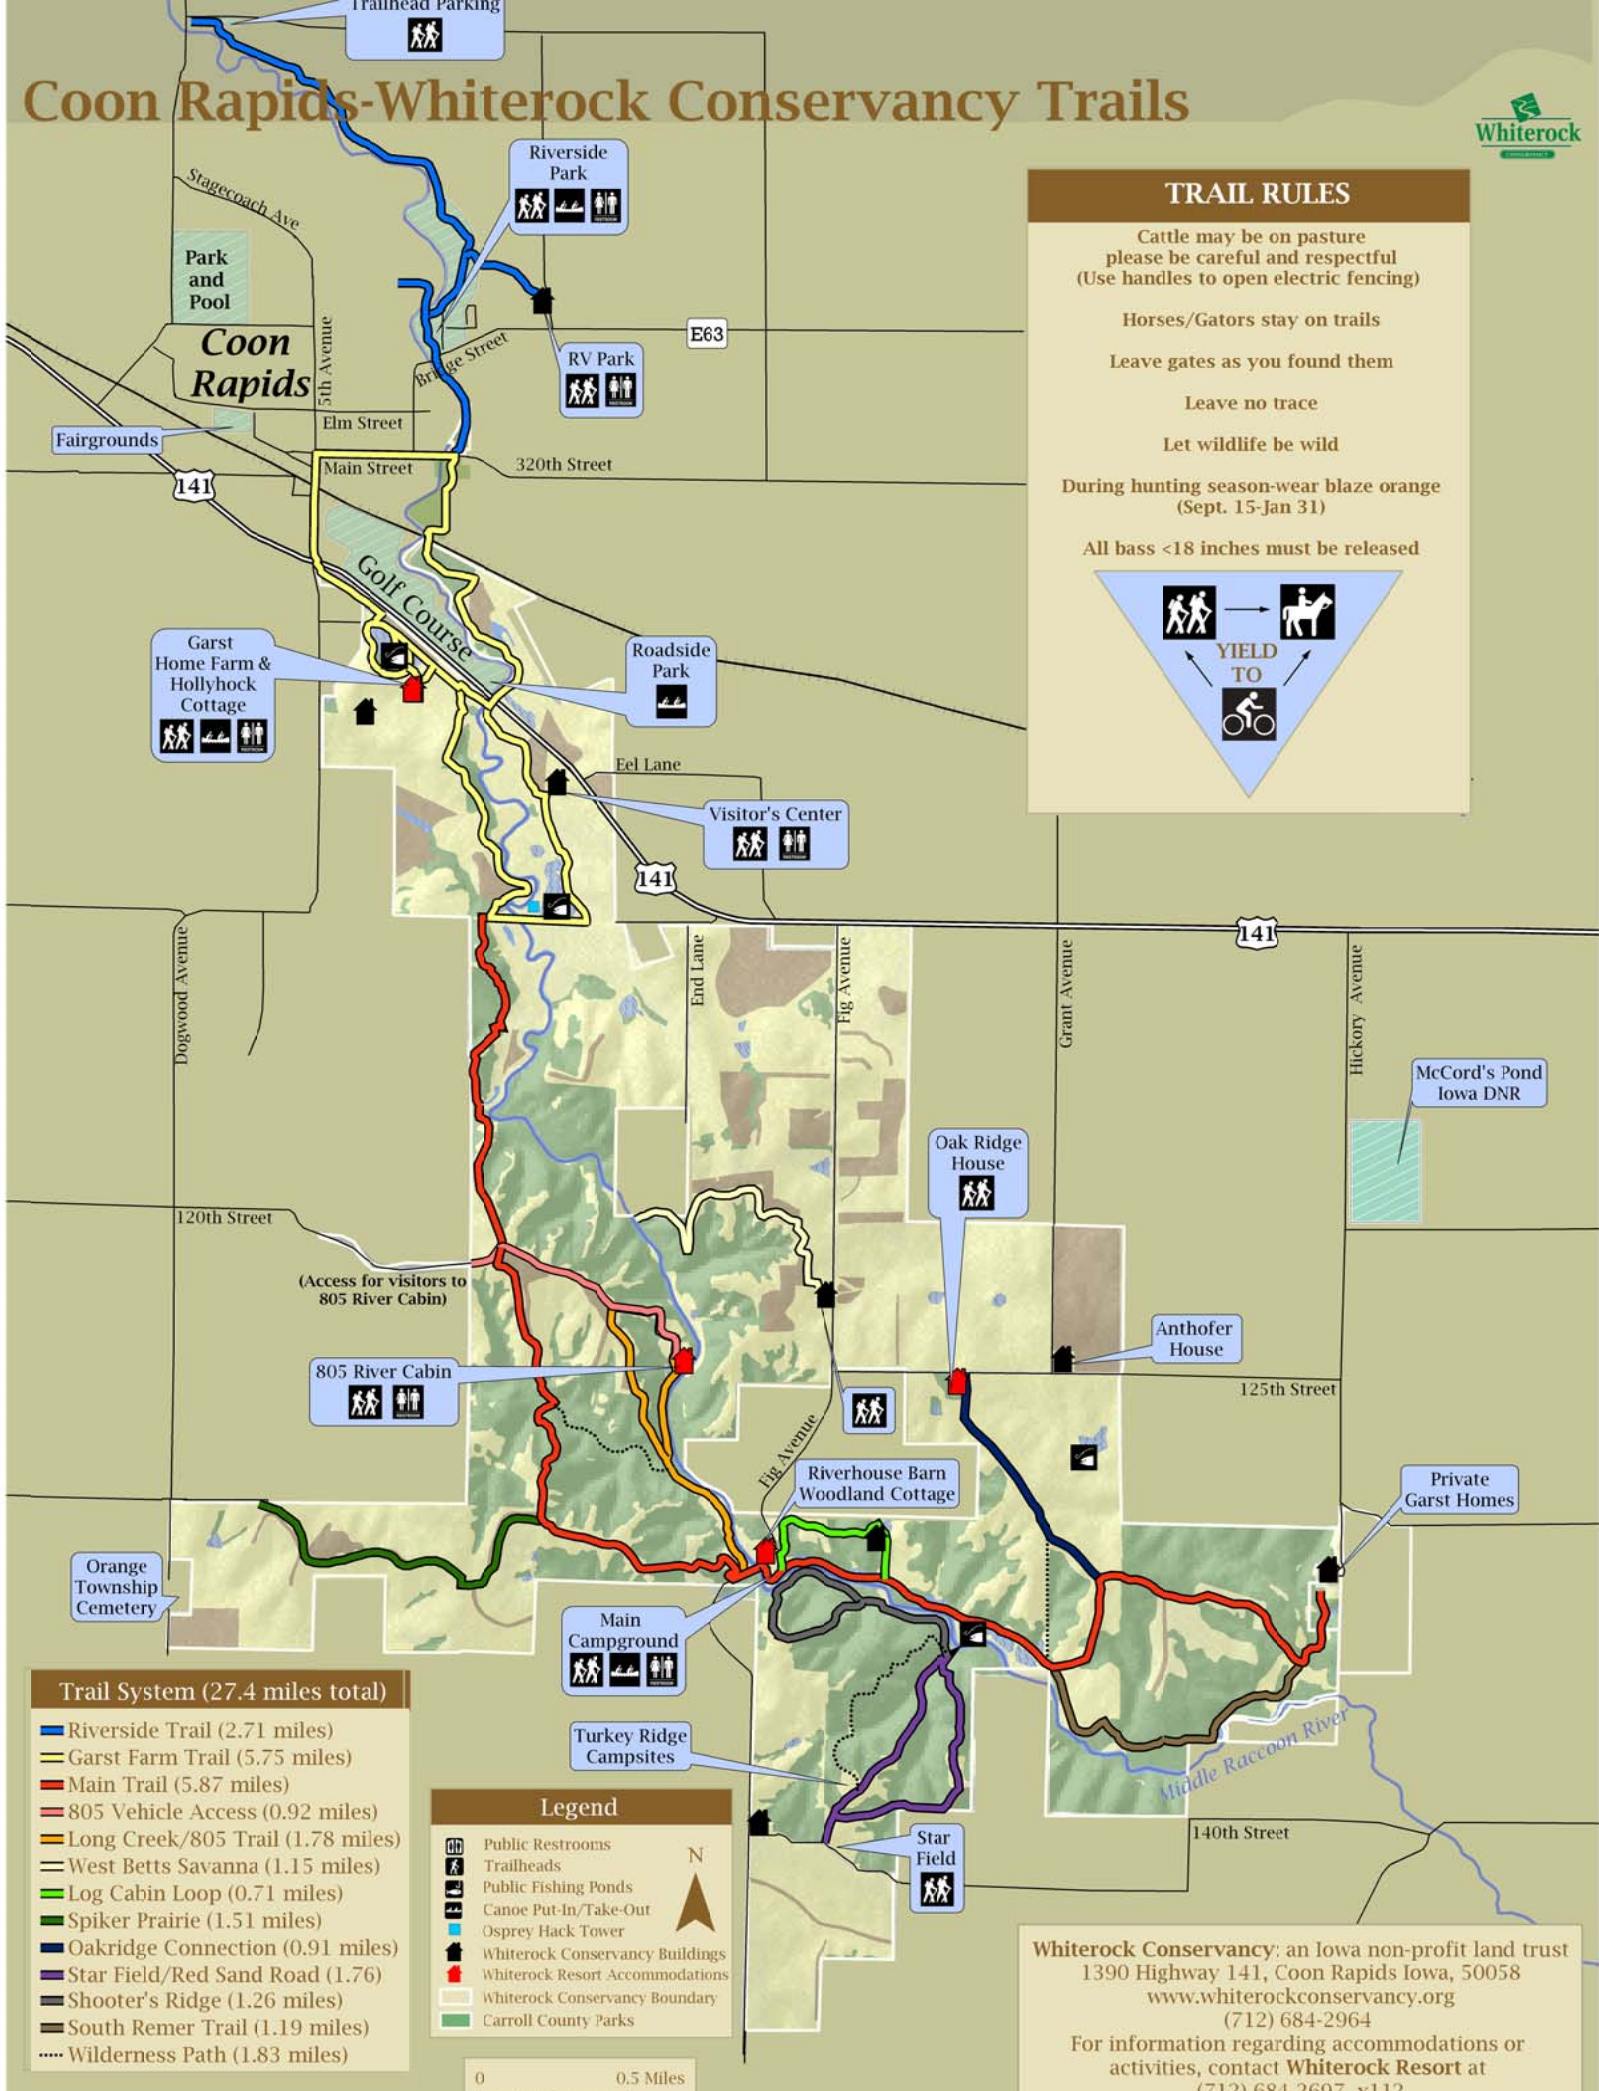 Trailhead Parking
Coon Rapids-Whiterock Conservancy Trails
Whiterock
CONSERVANCY
Riverside
Park
RESTROOM
Stagecoach Ave
Park
and
Pool
Coon
Rapids
5th Avenue
Bridge Street
E63
RV Park
RESTROOM
Elm Street
Fairgrounds
Main Street
320th Street
141
Golf Course
Garst
Home Farm &
Hollyhock
Cottage
RESTROOM
Roadside
Park
Eel Lane
Visitor's Center
RESTROOM
141
141
TRAIL RULES
Cattle may be on pasture
please be careful and respectful
(Use handles to open electric fencing)
Horses/Gators stay on trails
Leave gates as you found them
Leave no trace
Let wildlife be wild
During hunting season-wear blaze orange
(Sept. 15-Jan 31)
All bass <18 inches must be released
YIELD
TO
Dogwood Avenue
End Lane
Fig Avenue
Grant Avenue
Hickory Avenue
McCord's Pond
Iowa DNR
Oak Ridge
House
120th Street
(Access for visitors to
805 River Cabin)
Anthofer
House
805 River Cabin
RESTROOM
125th Street
Fig Avenue
Riverhouse Barn
Woodland Cottage
Private
Garst Homes
Orange
Township
Cemetery
Main
Campground
RESTROOM
Turkey Ridge
Campsites
Middle Raccoon River
140th Street
Star
Field
Trail System (27.4 miles total)
Riverside Trail (2.71 miles)
Garst Farm Trail (5.75 miles)
Main Trail (5.87 miles)
805 Vehicle Access (0.92 miles)
Long Creek/805 Trail (1.78 miles)
West Betts Savanna (1.15 miles)
Log Cabin Loop (0.71 miles)
Spiker Prairie (1.51 miles)
Oakridge Connection (0.91 miles)
Star Field/Red Sand Road (1.76)
Shooter's Ridge (1.26 miles)
South Remer Trail (1.19 miles)
Wilderness Path (1.83 miles)
Legend
Public Restrooms
Trailheads
Public Fishing Ponds
Canoe Put-In/Take-Out
Osprey Hack Tower
Whiterock Conservancy Buildings
Whiterock Resort Accommodations
Whiterock Conservancy Boundary
Carroll County Parks
N
0 0.5 Miles
Whiterock Conservancy: an Iowa non-profit land trust
1390 Highway 141, Coon Rapids Iowa, 50058
www.whiterockconservancy.org
(712) 684-2964
For information regarding accommodations or
activities, contact Whiterock Resort at
(712) 684-2697 x112